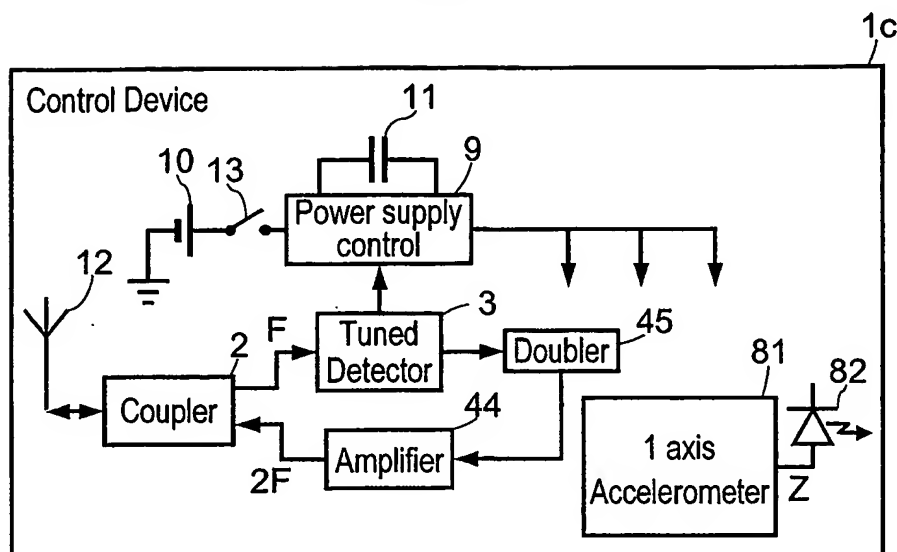 1c
Control Device
11
10
13
9
Power supply
control
12
3
F
Tuned
Detector
45
Doubler
2
Coupler
81
82
44
Amplifier
2F
1 axis
Accelerometer
Z